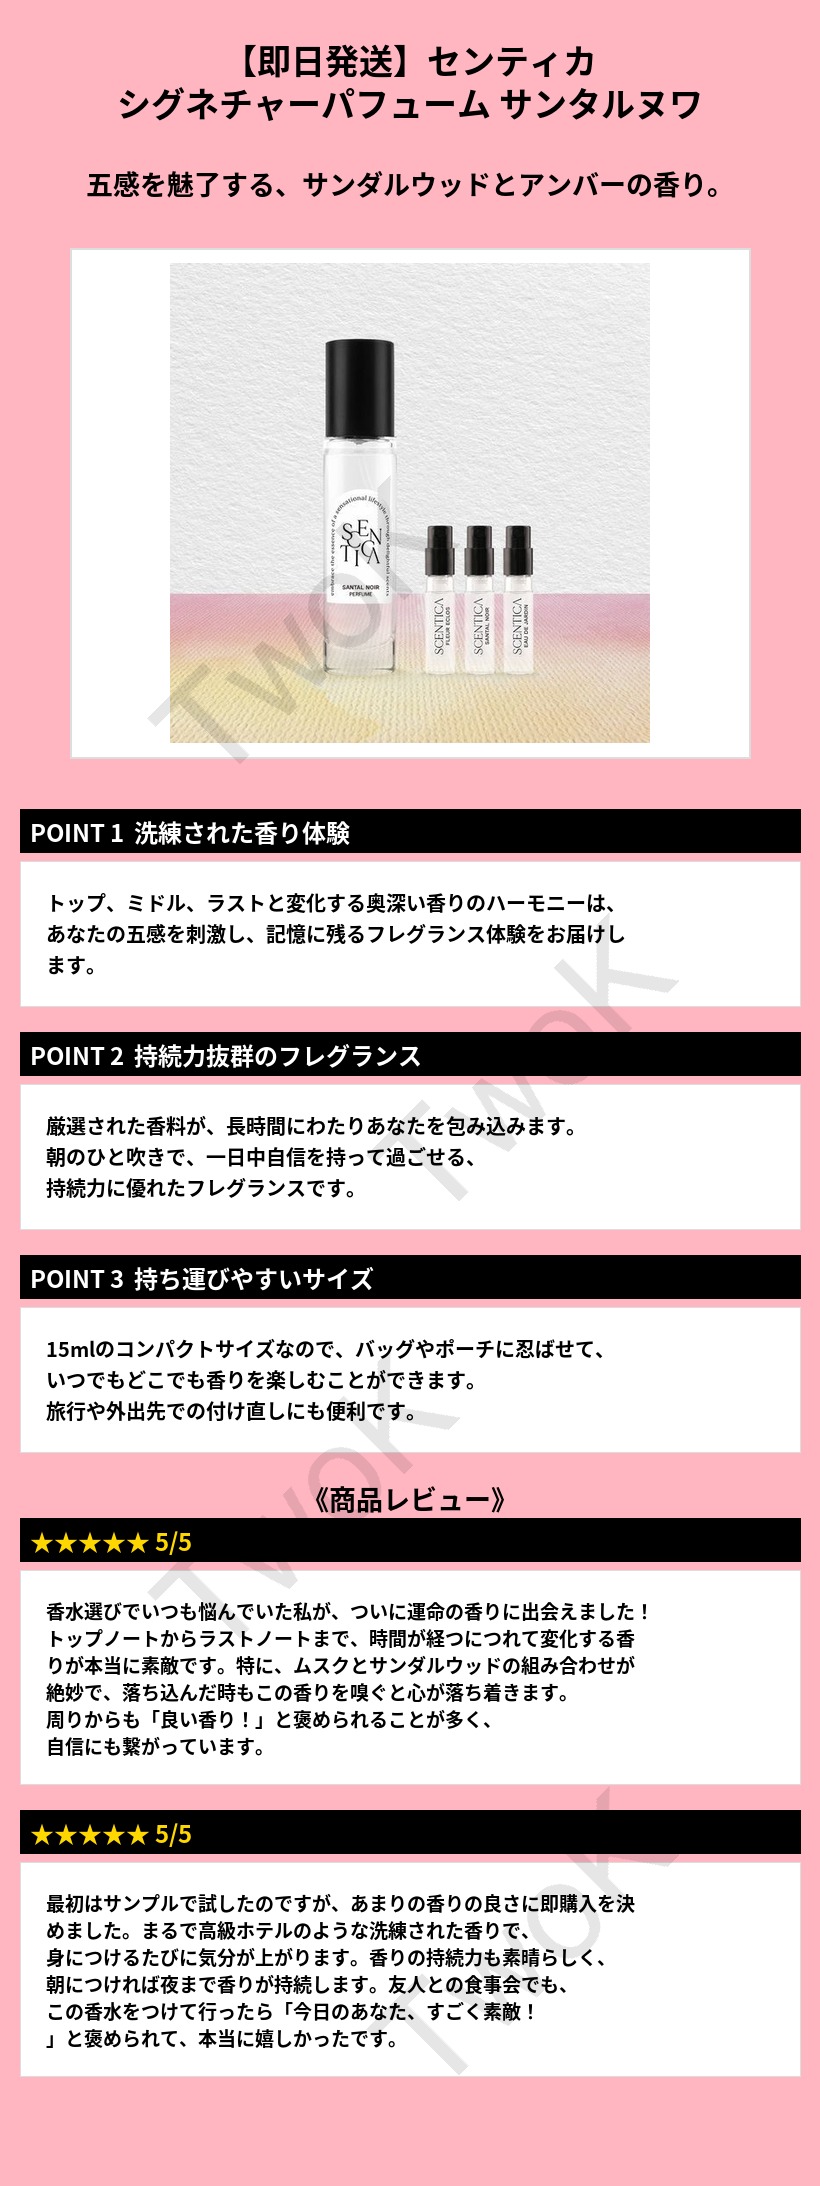 【即日発送】センティカ
シグネチャーパフューム サンタルヌワ
五感を魅了する、サンダルウッドとアンバーの香り。
embrace the essence of a sensational lifestyle through delightful scents
SCENTICA
SANTAL NOIR
PERFUME
SCENTICA
FLEUR ECLOS
SCENTICA
SANTAL NOIR
SCENTICA
EAU DE JARDIN
TwoK
POINT 1 洗練された香り体験
トップ、ミドル、ラストと変化する奥深い香りのハーモニーは、
あなたの五感を刺激し、記憶に残るフレグランス体験をお届けし
ます。
TwoK
POINT 2 持続力抜群のフレグランス
厳選された香料が、長時間にわたりあなたを包み込みます。
朝のひと吹きで、一日中自信を持って過ごせる、
持続力に優れたフレグランスです。
POINT 3 持ち運びやすいサイズ
15mlのコンパクトサイズなので、バッグやポーチに忍ばせて、
いつでもどこでも香りを楽しむことができます。
旅行や外出先での付け直しにも便利です。
TwoK
《商品レビュー》
★★★★★ 5/5
香水選びでいつも悩んでいた私が、ついに運命の香りに出会えました！
トップノートからラストノートまで、時間が経つにつれて変化する香
りが本当に素敵です。特に、ムスクとサンダルウッドの組み合わせが
絶妙で、落ち込んだ時もこの香りを嗅ぐと心が落ち着きます。
周りからも「良い香り！」と褒められることが多く、
自信にも繋がっています。
★★★★★ 5/5
最初はサンプルで試したのですが、あまりの香りの良さに即購入を決
めました。まるで高級ホテルのような洗練された香りで、
身につけるたびに気分が上がります。香りの持続力も素晴らしく、
朝につければ夜まで香りが持続します。友人との食事会でも、
この香水をつけて行ったら「今日のあなた、すごく素敵！
」と褒められて、本当に嬉しかったです。
TwoK